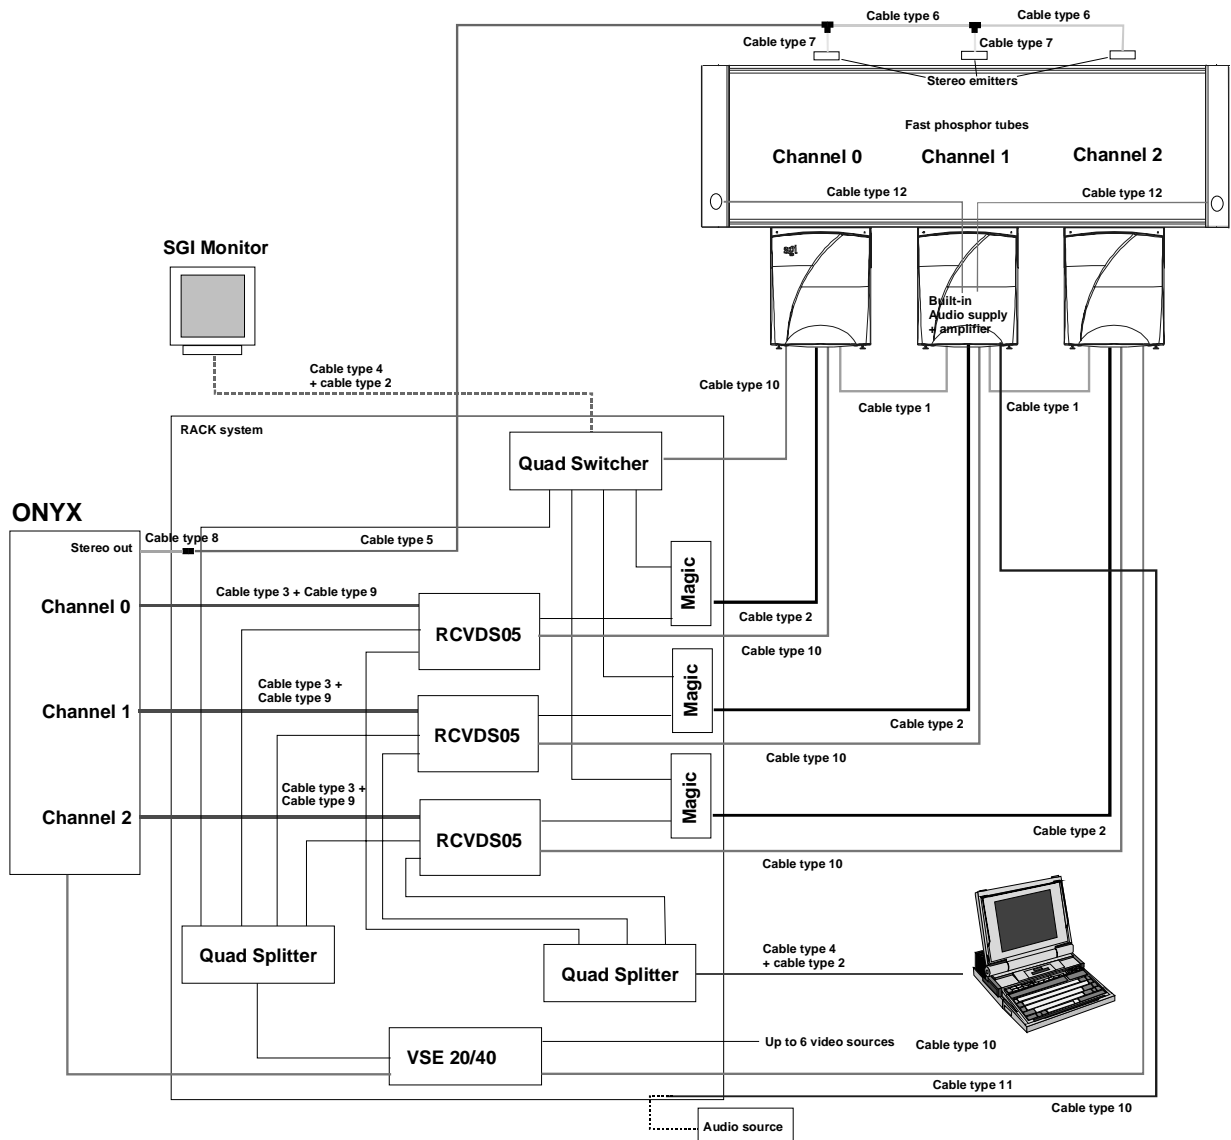 Cable type 6
Cable type 6
Cable type 7
Cable type 7
Stereo emitters
Fast phosphor tubes
Channel 0
Channel 1
Channel 2
Cable type 12
Cable type 12
SGI Monitor
sgi
Built-in
Audio supply
+ amplifier
Cable type 4
+ cable type 2
Cable type 10
Cable type 1
Cable type 1
RACK system
Quad Switcher
ONYX
Stereo out
Cable type 8
Cable type 5
Channel 0
Cable type 3 + Cable type 9
RCVDS05
Magic
Cable type 2
Cable type 10
Channel 1
Cable type 3 +
Cable type 9
RCVDS05
Magic
Cable type 2
Cable type 10
Channel 2
Cable type 3 +
Cable type 9
RCVDS05
Magic
Cable type 2
Cable type 10
Quad Splitter
Quad Splitter
Cable type 4
+ cable type 2
VSE 20/40
Up to 6 video sources
Cable type 10
Cable type 11
Cable type 10
Audio source